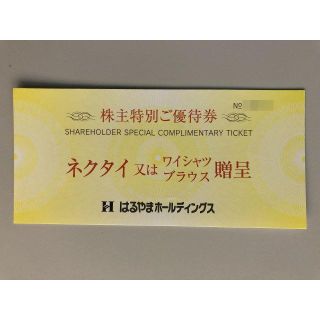 №
株主特別ご優待券
SHAREHOLDER SPECIAL COMPLIMENTARY TICKET
ネクタイ又はワイシャツ ブラウス贈呈
はるやまホールディングス